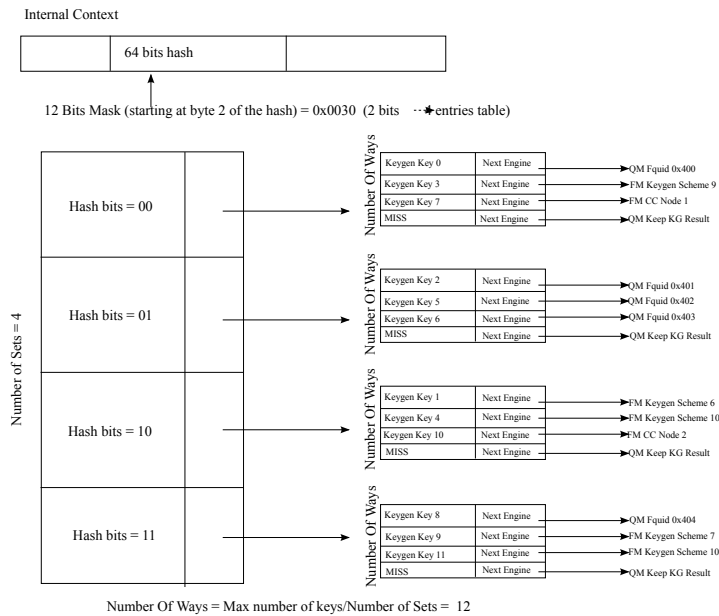 Internal Context
64 bits hash
12 Bits Mask (starting at byte 2 of the hash) = 0x0030 (2 bits entries table)
Number of Sets = 4
Hash bits = 00
Number Of Ways
Keygen Key 0 Next Engine QM Fquid 0x400
Keygen Key 3 Next Engine FM Keygen Scheme 9
Keygen Key 7 Next Engine FM CC Node 1
MISS Next Engine QM Keep KG Result
Hash bits = 01
Number Of Ways
Keygen Key 2 Next Engine QM Fquid 0x401
Keygen Key 5 Next Engine QM Fquid 0x402
Keygen Key 6 Next Engine QM Fquid 0x403
MISS Next Engine QM Keep KG Result
Hash bits = 10
Number Of Ways
Keygen Key 1 Next Engine FM Keygen Scheme 6
Keygen Key 4 Next Engine FM Keygen Scheme 10
Keygen Key 10 Next Engine FM CC Node 2
MISS Next Engine QM Keep KG Result
Hash bits = 11
Number Of Ways
Keygen Key 8 Next Engine QM Fquid 0x404
Keygen Key 9 Next Engine FM Keygen Scheme 7
Keygen Key 11 Next Engine FM Keygen Scheme 10
MISS Next Engine QM Keep KG Result
Number Of Ways = Max number of keys/Number of Sets = 12